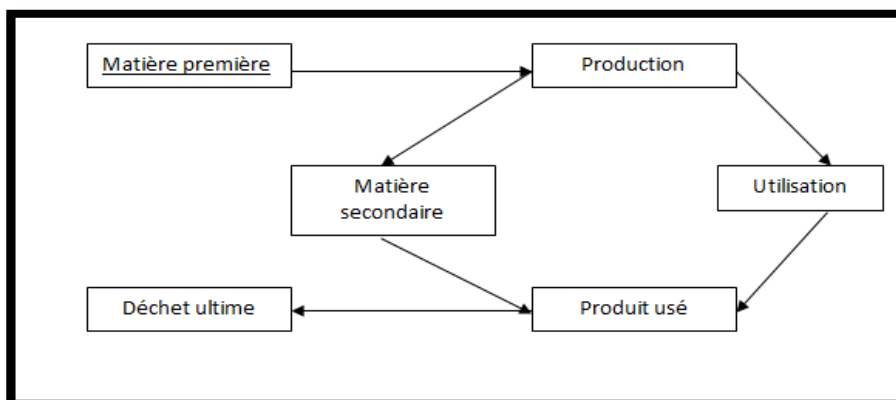 Matière première
Production
Matière
secondaire
Utilisation
Déchet ultime
Produit usé